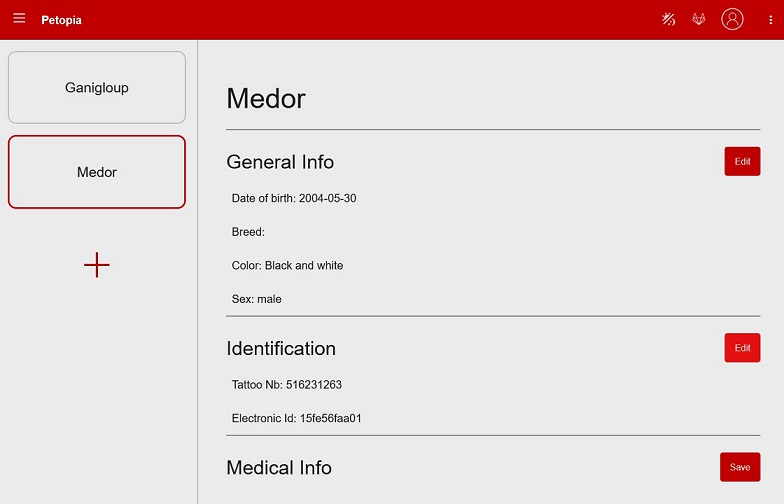 Petopia
Ganigloup
Medor
Medor
General Info
Edit
Date of birth: 2004-05-30
Breed:
Color: Black and white
Sex: male
Identification
Edit
Tattoo Nb: 516231263
Electronic Id: 15fe56faa01
Medical Info
Save